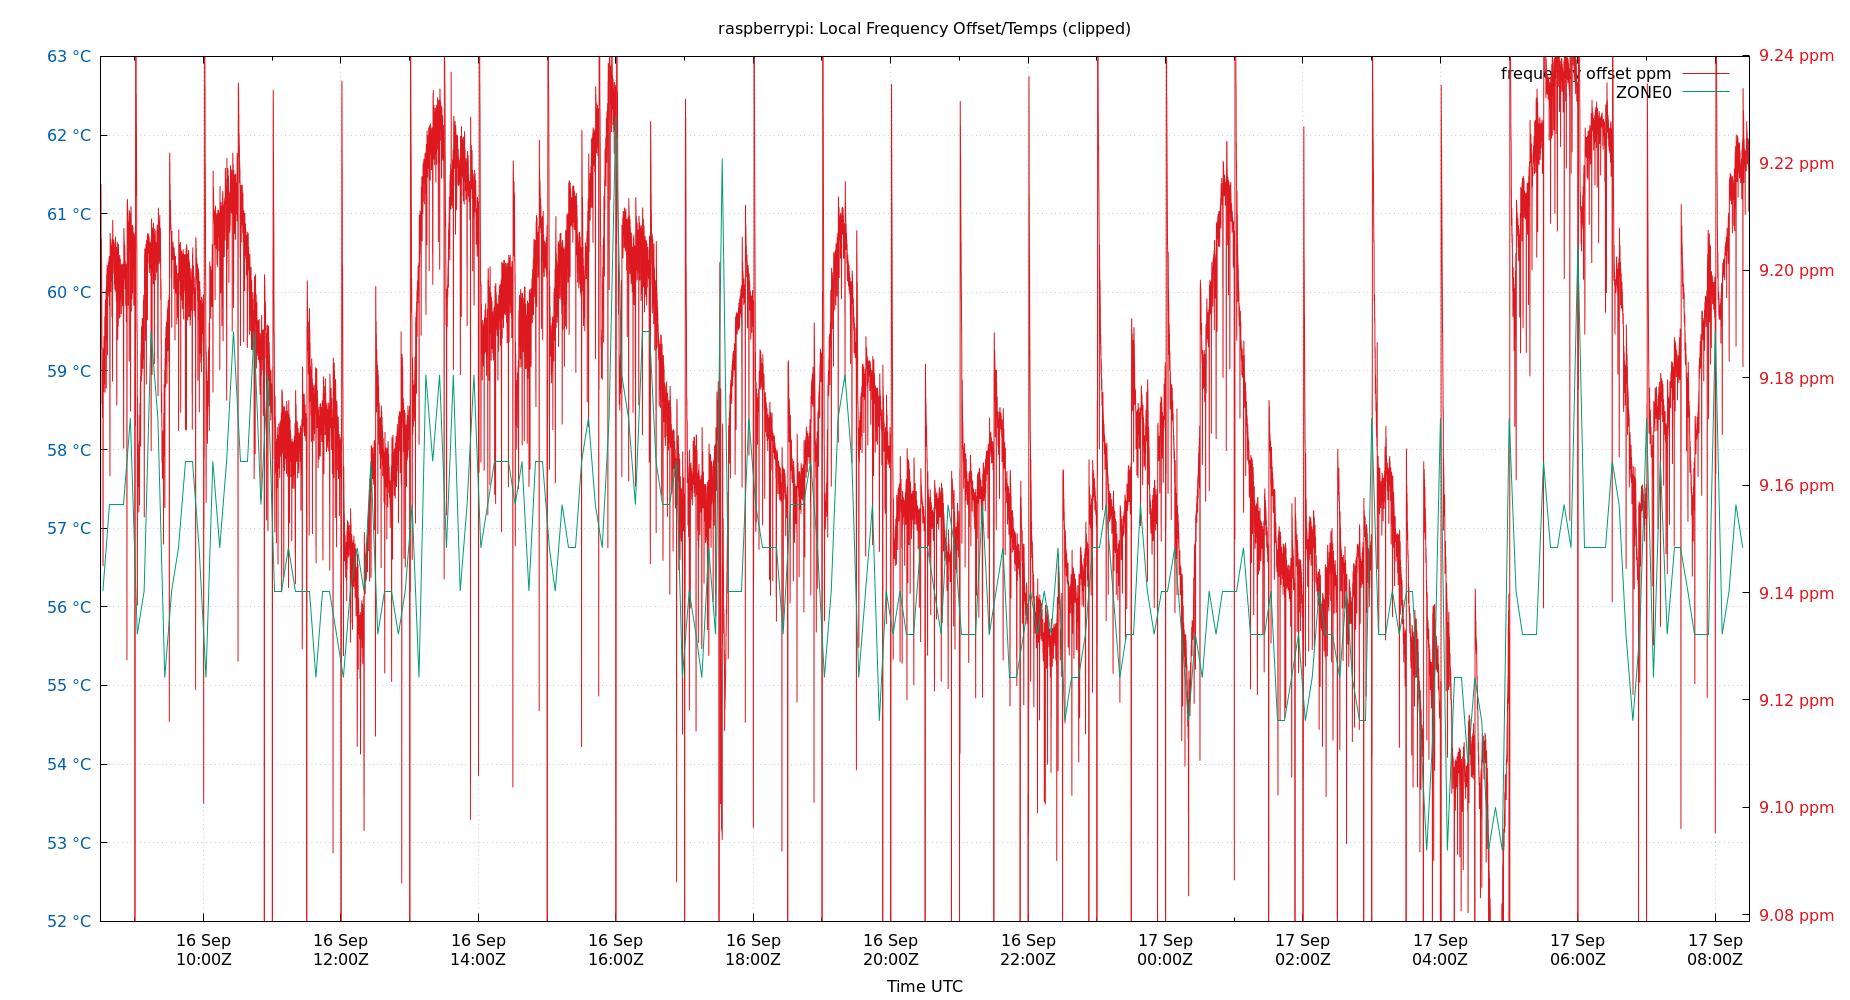 raspberrypi: Local Frequency Offset/Temps (clipped)
63 °C
62 °C
61 °C
60 °C
59 °C
58 °C
57 °C
56 °C
55 °C
54 °C
53 °C
52 °C
9.24 ppm
9.22 ppm
9.20 ppm
9.18 ppm
9.16 ppm
9.14 ppm
9.12 ppm
9.10 ppm
9.08 ppm
frequency offset ppm
ZONE0
16 Sep 16 Sep 16 Sep 16 Sep 16 Sep 16 Sep 16 Sep 17 Sep 17 Sep 17 Sep 17 Sep 17 Sep
10:00Z 12:00Z 14:00Z 16:00Z 18:00Z 20:00Z 22:00Z 00:00Z 02:00Z 04:00Z 06:00Z 08:00Z
Time UTC